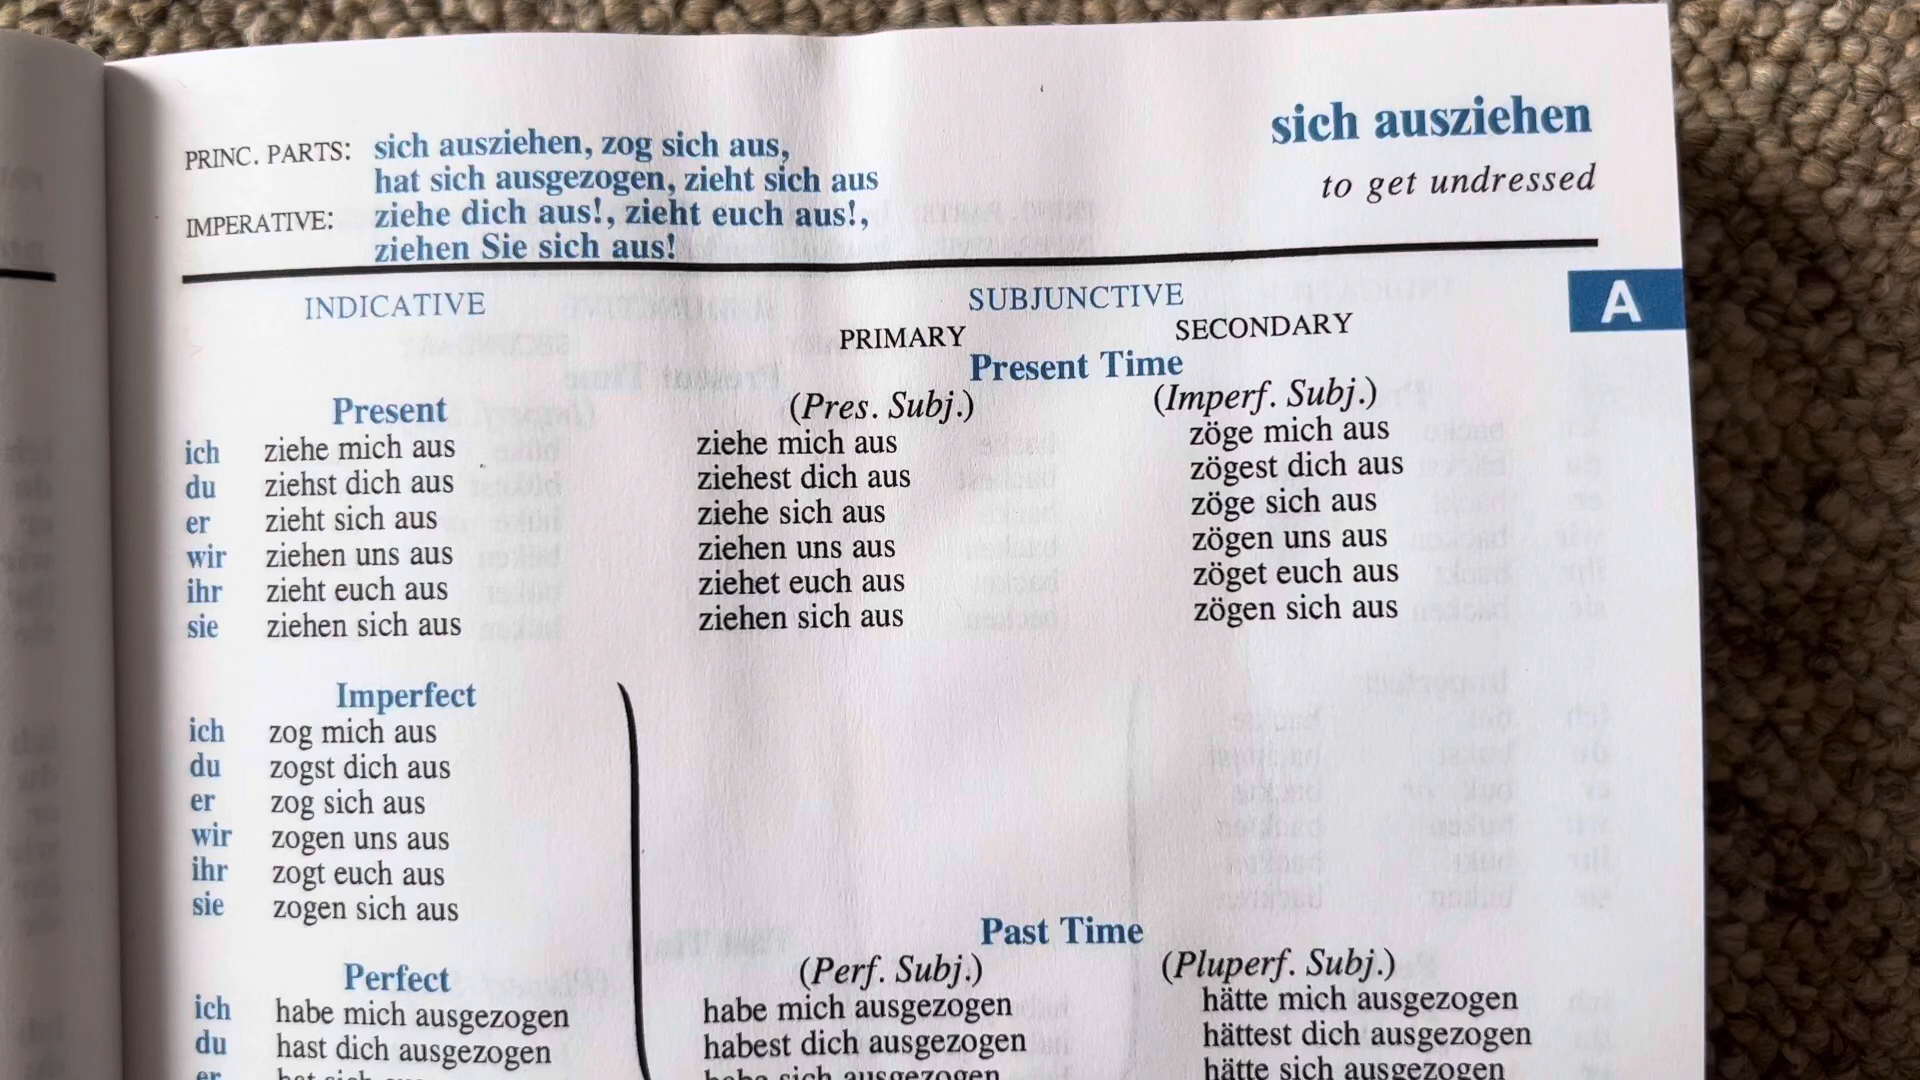 PRINC. PARTS: sich ausziehen, zog sich aus,
hat sich ausgezogen, zieht sich aus
IMPERATIVE: ziehe dich aus!, zieht euch aus!,
ziehen Sie sich aus!
sich ausziehen
to get undressed
A
INDICATIVE
SUBJUNCTIVE
PRIMARY SECONDARY
Present Time
Present (Pres. Subj.) (Imperf. Subj.)
ich ziehe mich aus ziehe mich aus zöge mich aus
du ziehst dich aus ziehest dich aus zögest dich aus
er zieht sich aus ziehe sich aus zöge sich aus
wir ziehen uns aus ziehen uns aus zögen uns aus
ihr zieht euch aus ziehet euch aus zöget euch aus
sie ziehen sich aus ziehen sich aus zögen sich aus
Imperfect
ich zog mich aus
du zogst dich aus
er zog sich aus
wir zogen uns aus
ihr zogt euch aus
sie zogen sich aus
Past Time
Perfect (Perf. Subj.) (Pluperf. Subj.)
ich habe mich ausgezogen habe mich ausgezogen hätte mich ausgezogen
du hast dich ausgezogen habest dich ausgezogen hättest dich ausgezogen
er hat sich habe sich ausgezogen hätte sich ausgezogen